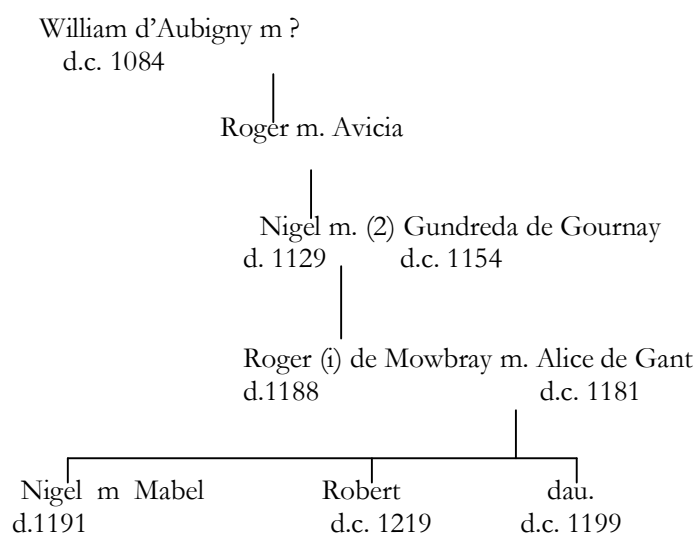 William d’Aubigny m ?
d.c. 1084
Roger m. Avicia
Nigel m. (2) Gundreda de Gournay
d. 1129 d.c. 1154
Roger (i) de Mowbray m. Alice de Gant
d.1188 d.c. 1181
Nigel m Mabel Robert dau.
d.1191 d.c. 1219 d.c. 1199